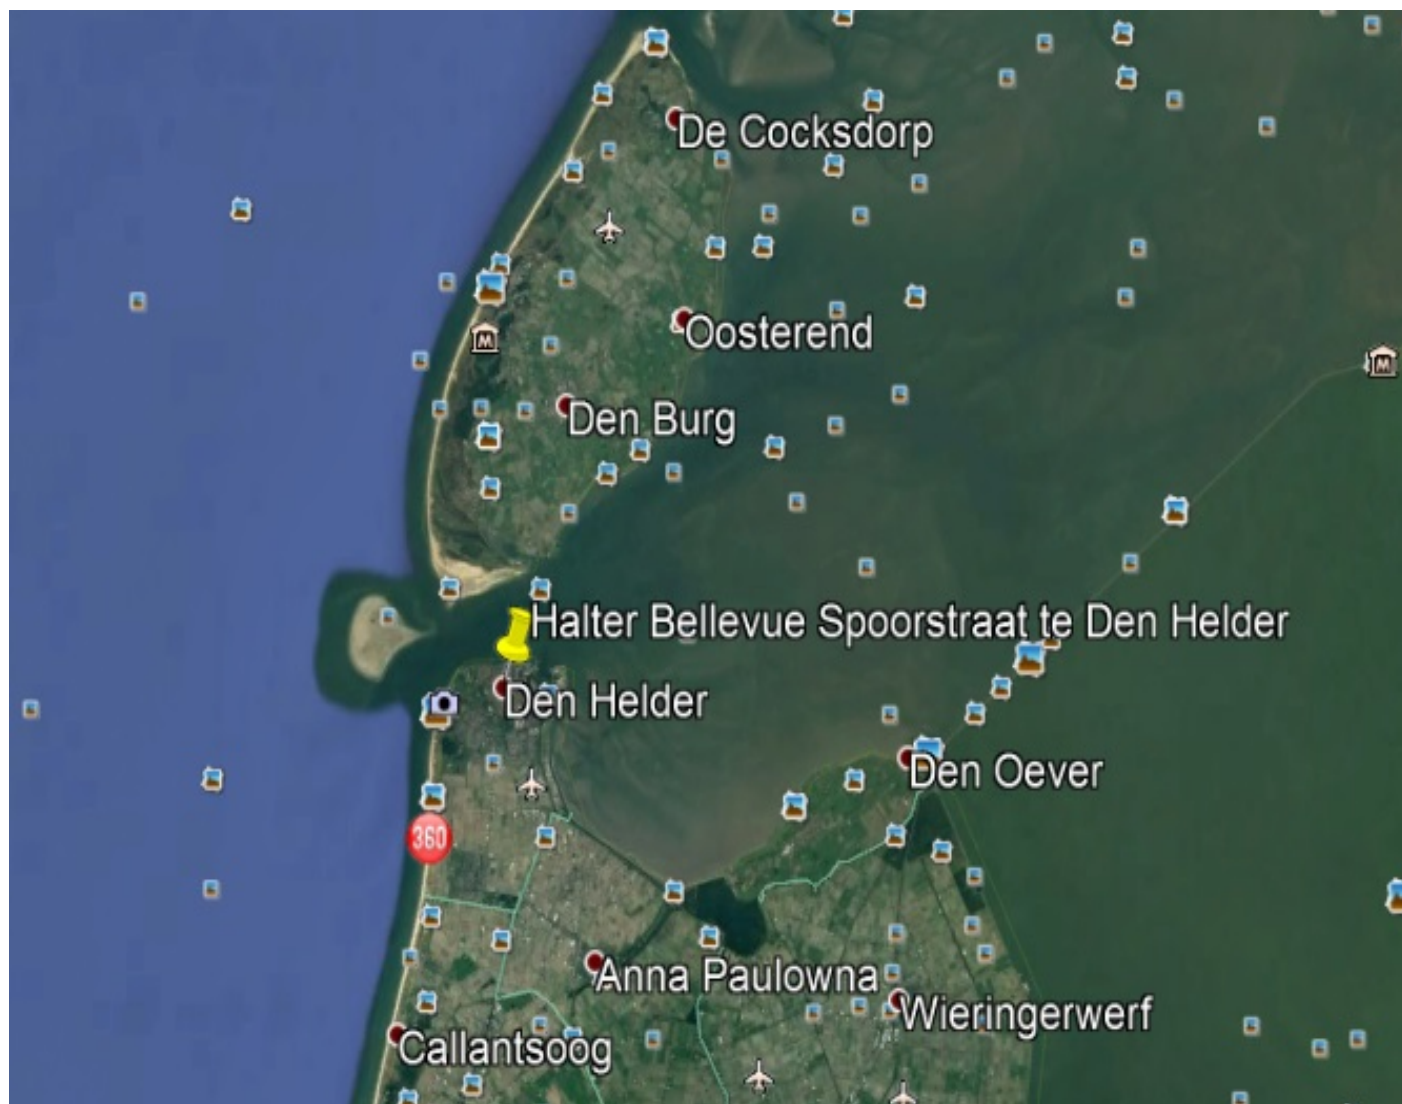 De Cocksdorp
Oosterend
M
M
Den Burg
Halter Bellevue Spoorstraat te Den Helder
Den Helder
Den Oever
360
Anna Paulowna
Wieringerwerf
Callantsoog